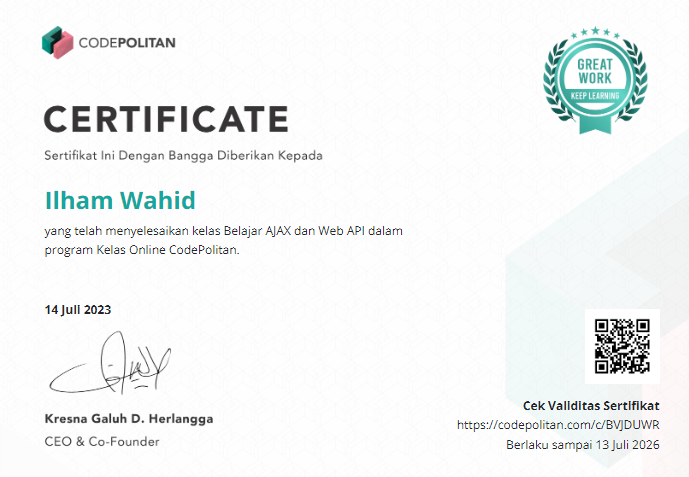 CODEPOLITAN
GREAT
WORK
KEEP LEARNING
CERTIFICATE
Sertifikat Ini Dengan Bangga Diberikan Kepada
Ilham Wahid
yang telah menyelesaikan kelas Belajar AJAX dan Web API dalam
program Kelas Online CodePolitan.
14 Juli 2023
Kresna Galuh D. Herlangga
CEO & Co-Founder
Cek Validitas Sertifikat
https://codepolitan.com/c/BVJDUWR
Berlaku sampai 13 Juli 2026